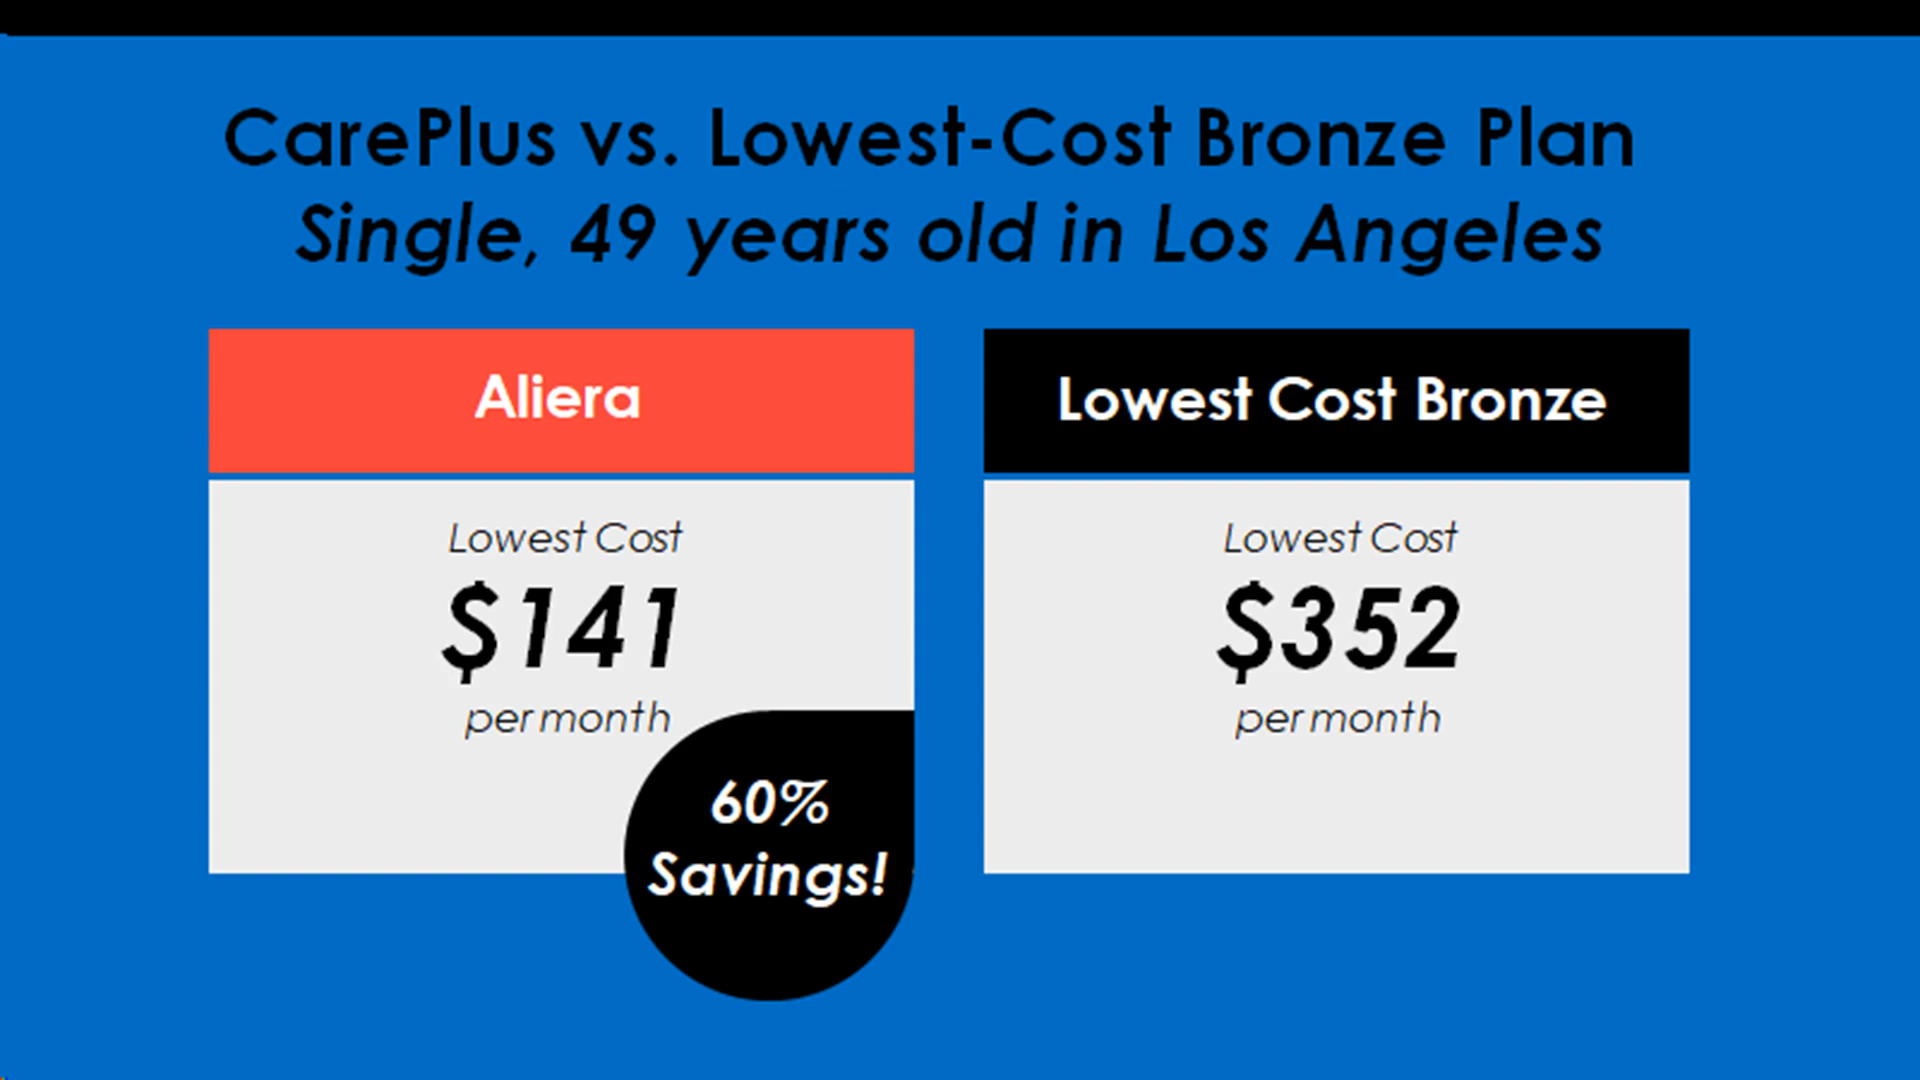 CarePlus vs. Lowest-Cost Bronze Plan
Single, 49 years old in Los Angeles
Aliera
Lowest Cost
$141
per month
60%
Savings!
Lowest Cost Bronze
Lowest Cost
$352
per month